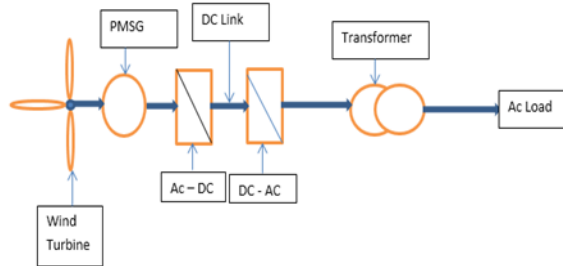 PMSG
DC Link
Transformer
Ac Load
Ac – DC
DC - AC
Wind
Turbine